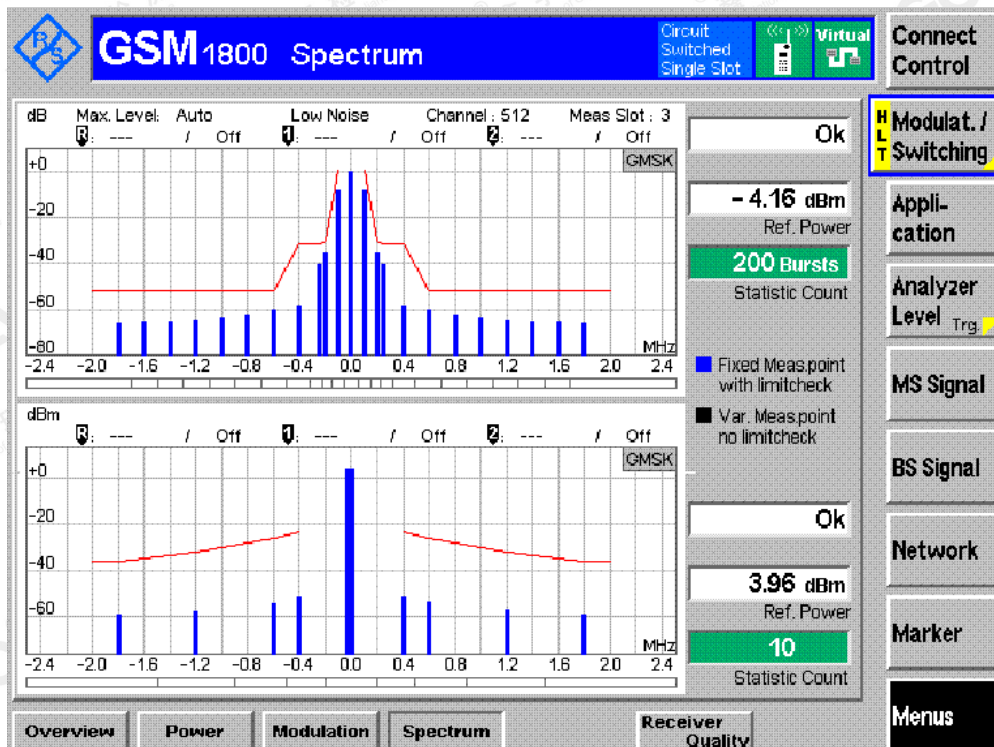 R S
GSM 1800 Spectrum
Circuit
Switched
Single Slot
Virtual
Connect
Control
dB Max. Level: Auto Low Noise Channel : 512 Meas Slot : 3
R: --- / Off 1: --- / Off 2: --- / Off
GMSK
+0
-20
-40
-60
-80
MHz
-2.4 -2.0 -1.6 -1.2 -0.8 -0.4 0.0 0.4 0.8 1.2 1.6 2.0 2.4
Ok
- 4.16 dBm
Ref. Power
200 Bursts
Statistic Count
Fixed Meas.point
with limitcheck
Var. Meas.point
no limitcheck
dBm
R: --- / Off 1: --- / Off 2: --- / Off
GMSK
+0
-20
-40
-60
MHz
-2.4 -2.0 -1.6 -1.2 -0.8 -0.4 0.0 0.4 0.8 1.2 1.6 2.0 2.4
Ok
3.96 dBm
Ref. Power
10
Statistic Count
HLT
Modulat. /
Switching
Appli-
cation
Analyzer
Level Trg.
MS Signal
BS Signal
Network
Marker
Menus
Overview Power Modulation Spectrum Receiver
Quality